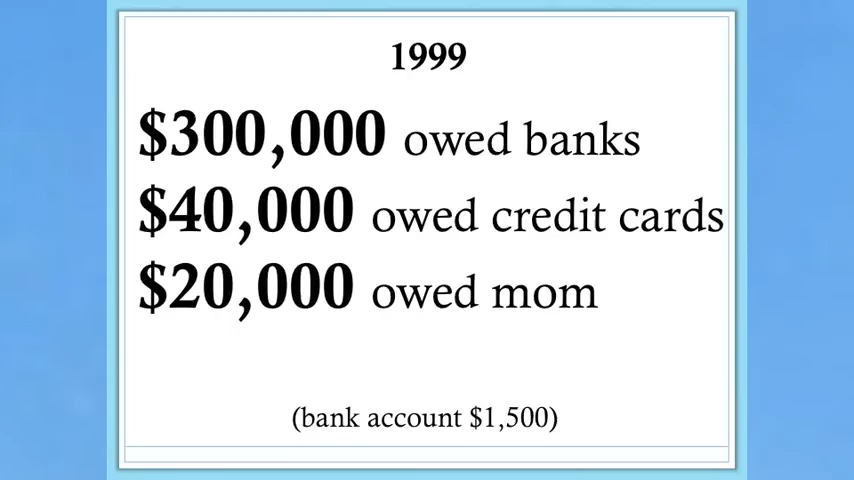 1999
$300,000 owed banks
$40,000 owed credit cards
$20,000 owed mom
(bank account $1,500)